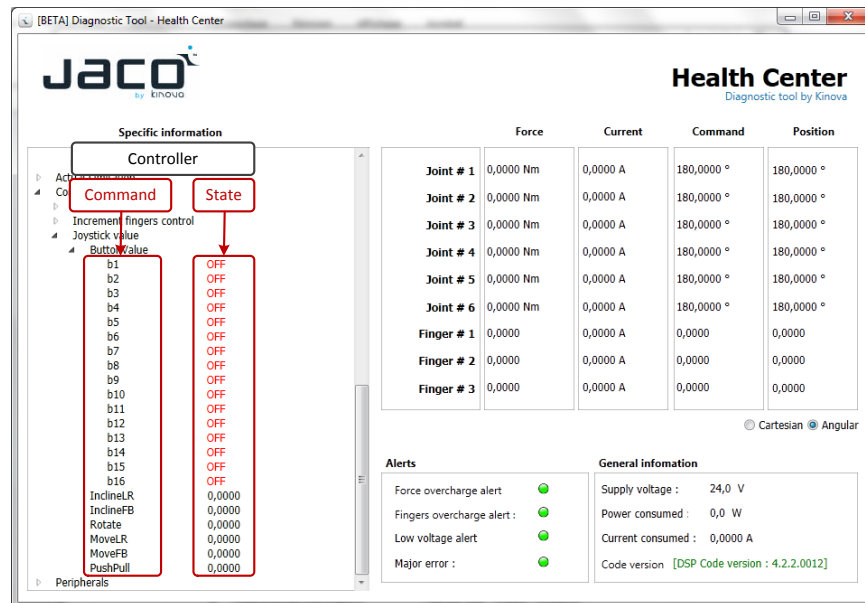 [BETA] Diagnostic Tool - Health Center
Jaco
by KINOVA
Health Center
Diagnostic tool by Kinova
Specific information
Controller
Command State
Increment fingers control
Joystick value
Button value
b1 OFF
b2 OFF
b3 OFF
b4 OFF
b5 OFF
b6 OFF
b7 OFF
b8 OFF
b9 OFF
b10 OFF
b11 OFF
b12 OFF
b13 OFF
b14 OFF
b15 OFF
b16 OFF
InclineLR 0,0000
InclineFB 0,0000
Rotate 0,0000
MoveLR 0,0000
MoveFB 0,0000
PushPull 0,0000
Peripherals
Force Current Command Position
Joint # 1 0,0000 Nm 0,0000 A 180,0000 ° 180,0000 °
Joint # 2 0,0000 Nm 0,0000 A 180,0000 ° 180,0000 °
Joint # 3 0,0000 Nm 0,0000 A 180,0000 ° 180,0000 °
Joint # 4 0,0000 Nm 0,0000 A 180,0000 ° 180,0000 °
Joint # 5 0,0000 Nm 0,0000 A 180,0000 ° 180,0000 °
Joint # 6 0,0000 Nm 0,0000 A 180,0000 ° 180,0000 °
Finger # 1 0,0000 0,0000 A 0,0000 0,0000
Finger # 2 0,0000 0,0000 A 0,0000 0,0000
Finger # 3 0,0000 0,0000 A 0,0000 0,0000
Cartesian Angular
Alerts
Force overcharge alert
Fingers overcharge alert :
Low voltage alert
Major error :
General infomation
Supply voltage : 24,0 V
Power consumed : 0,0 W
Current consumed : 0,0000 A
Code version [DSP Code version : 4.2.2.0012]